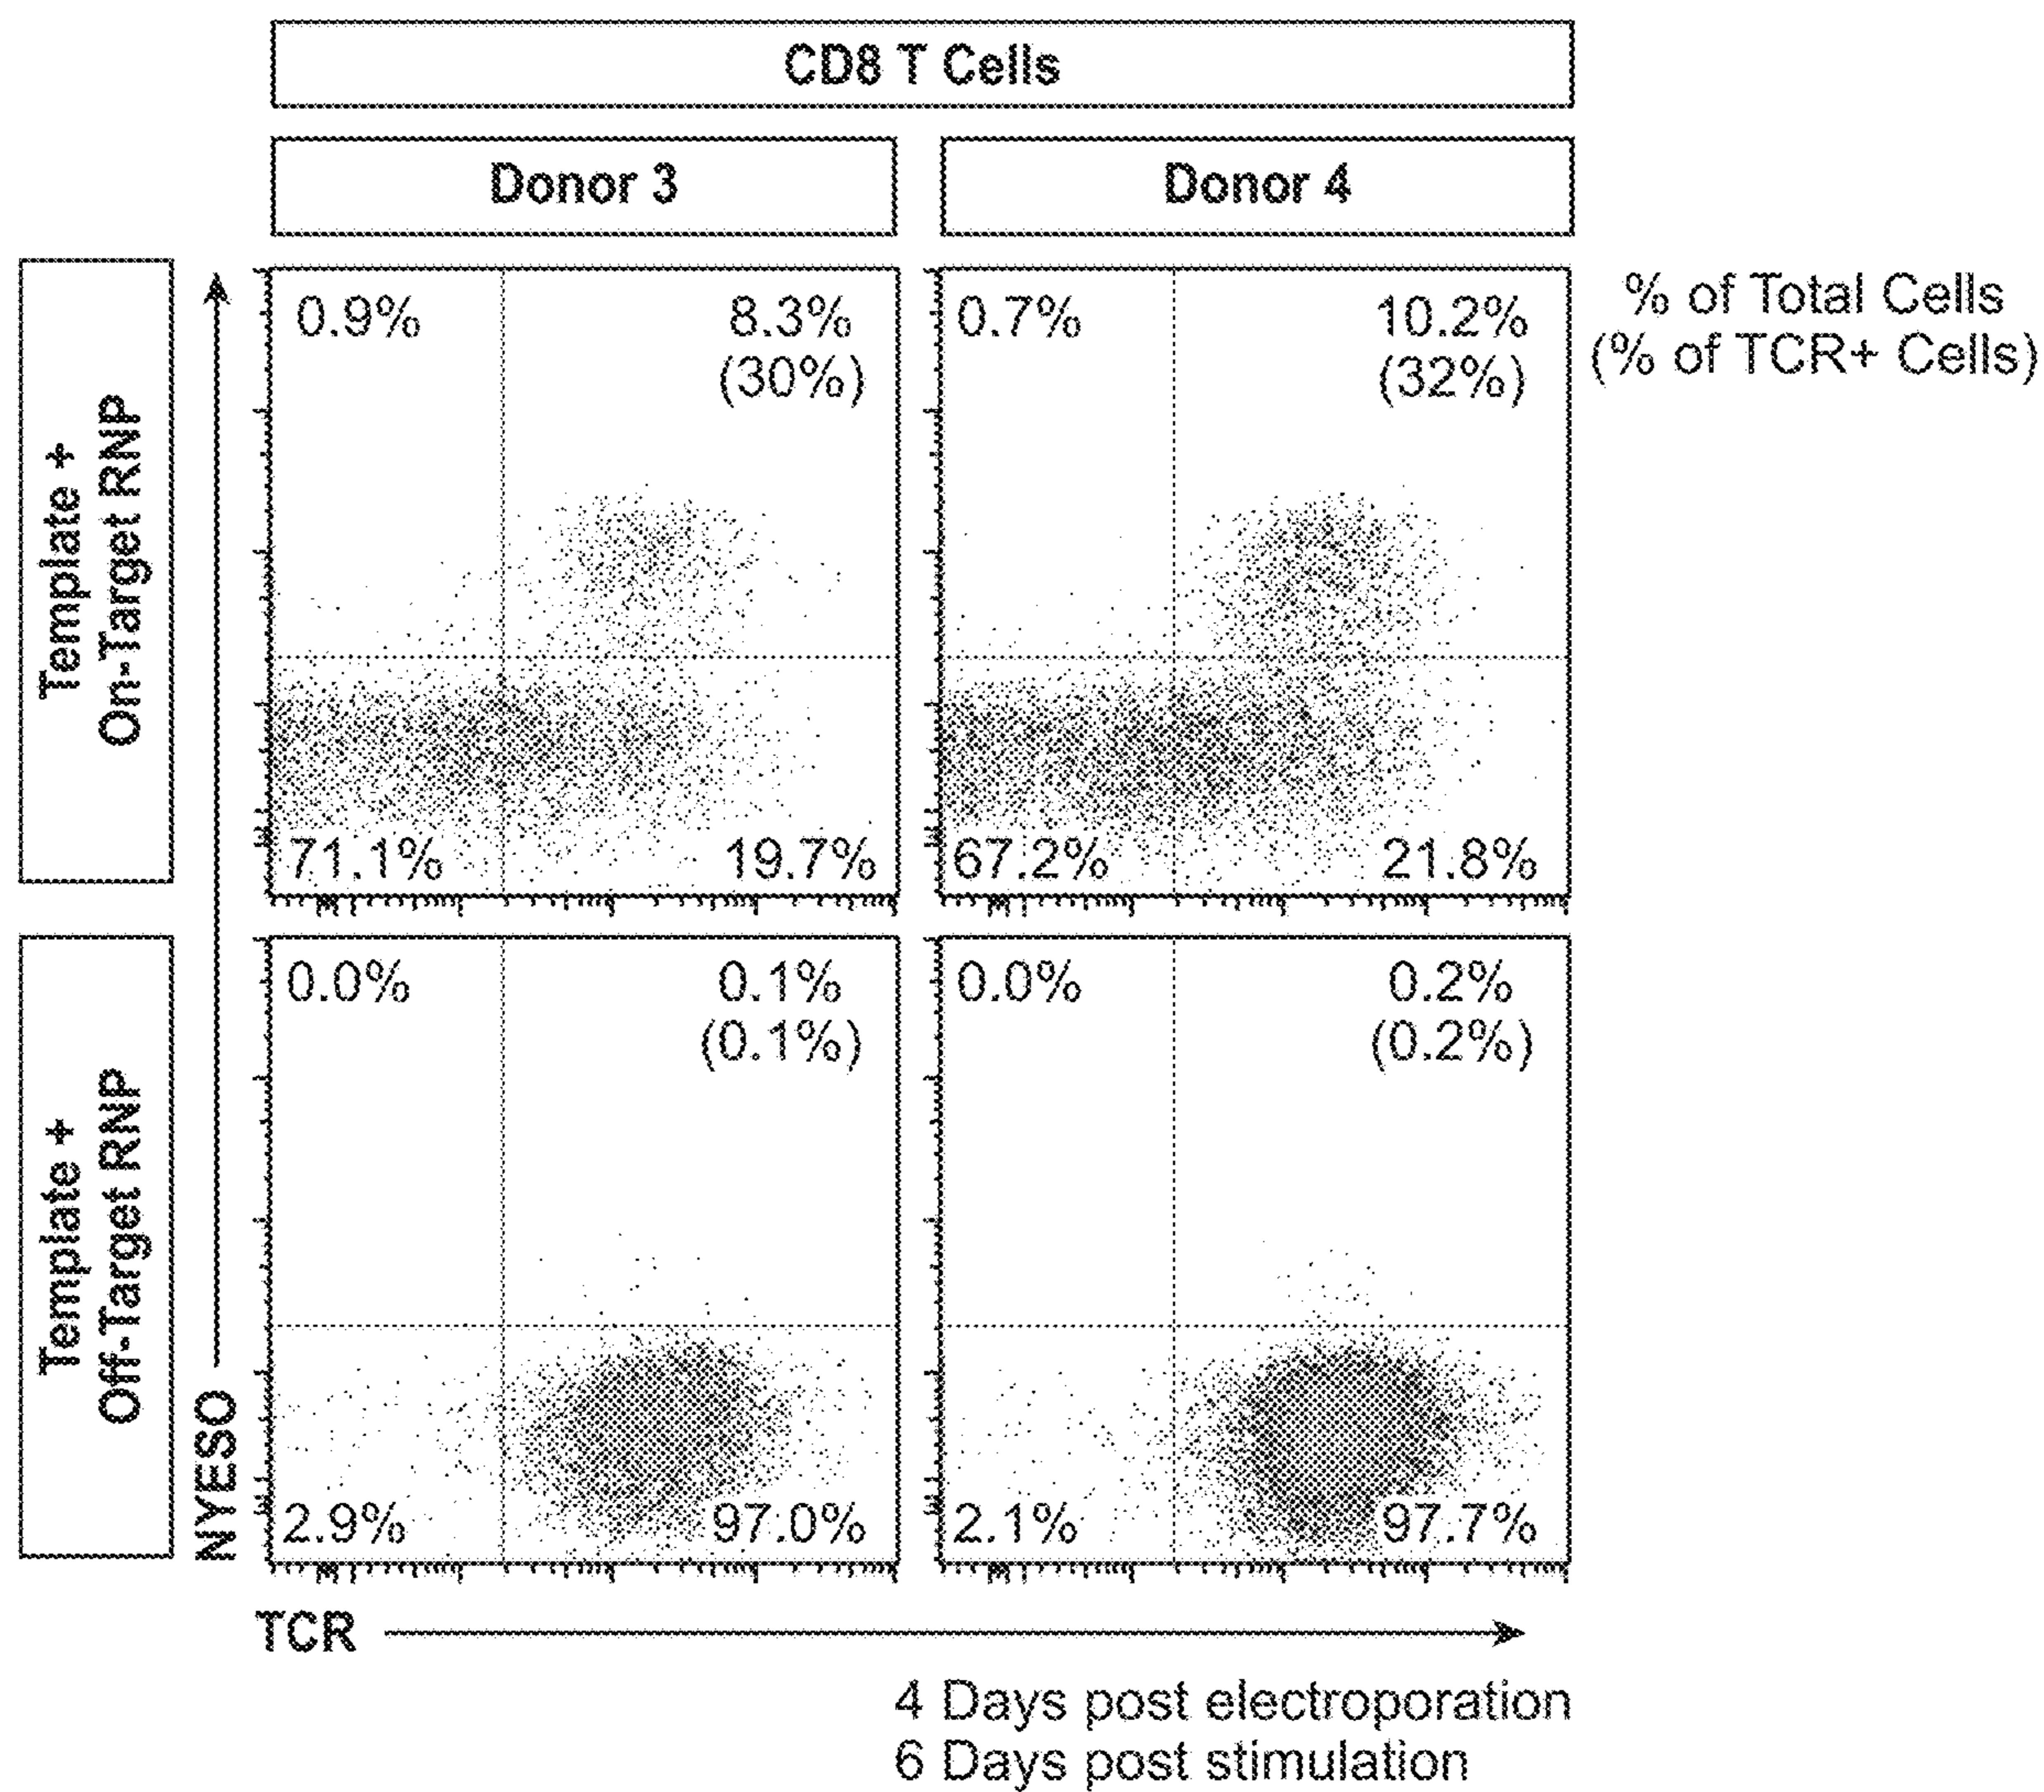 CD8 T Cells
Donor 3
Donor 4
Template +
On-Target RNP
0.9%
8.3%
(30%)
71.1%
19.7%
0.7%
10.2%
(32%)
67.2%
21.8%
% of Total Cells
(% of TCR+ Cells)
Template +
Off-Target RNP
0.0%
0.1%
(0.1%)
2.9%
97.0%
0.0%
0.2%
(0.2%)
2.1%
97.7%
NYESO
TCR
4 Days post electroporation
6 Days post stimulation